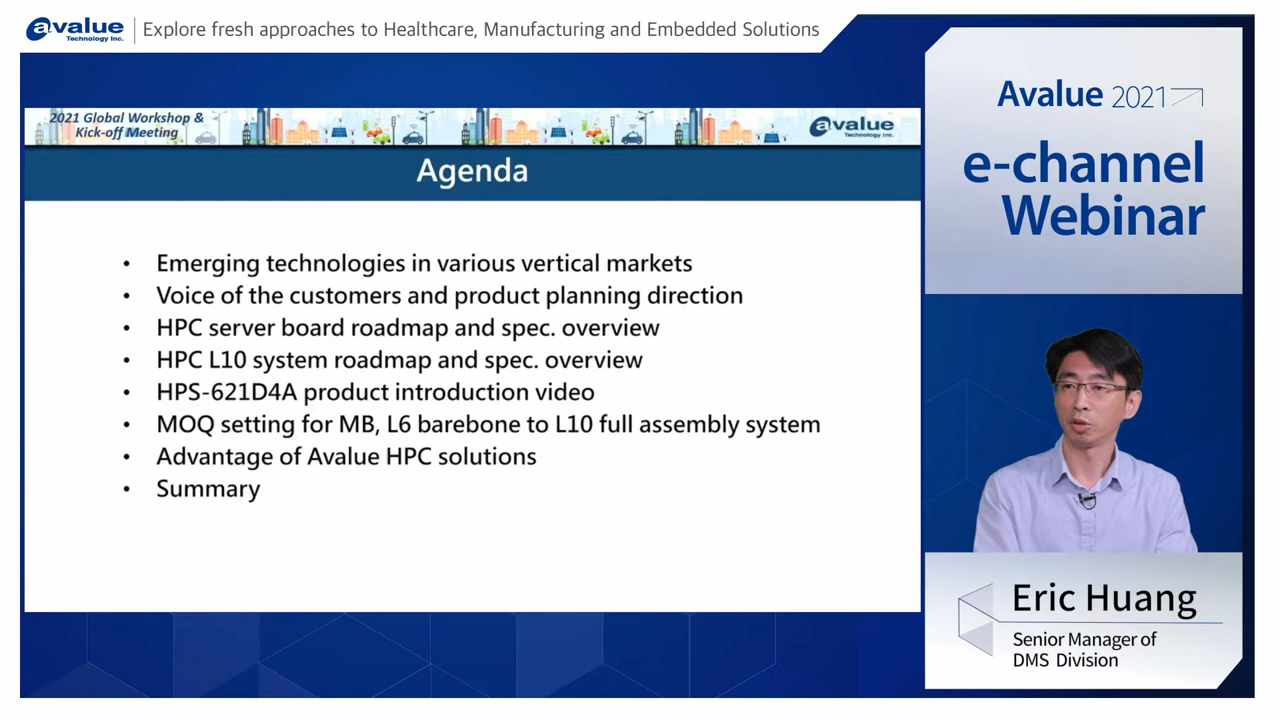 avalue
Technology Inc.
Explore fresh approaches to Healthcare, Manufacturing and Embedded Solutions
2021 Global Workshop &
Kick-off Meeting
avalue
Technology Inc.
Agenda
• Emerging technologies in various vertical markets
• Voice of the customers and product planning direction
• HPC server board roadmap and spec. overview
• HPC L10 system roadmap and spec. overview
• HPS-621D4A product introduction video
• MOQ setting for MB, L6 barebone to L10 full assembly system
• Advantage of Avalue HPC solutions
• Summary
Avalue 2021
e-channel
Webinar
Eric Huang
Senior Manager of
DMS Division